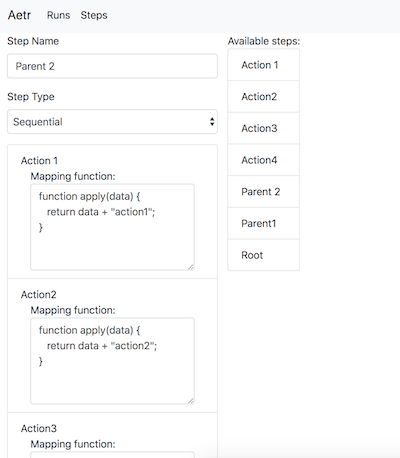 Aetr Runs Steps
Step Name
Parent 2
Step Type
Sequential
Action 1
Mapping function:
function apply(data) {
return data + "action1";
}
Action2
Mapping function:
function apply(data) {
return data + "action2";
}
Action3
Mapping function:
Available steps:
Action 1
Action2
Action3
Action4
Parent 2
Parent1
Root